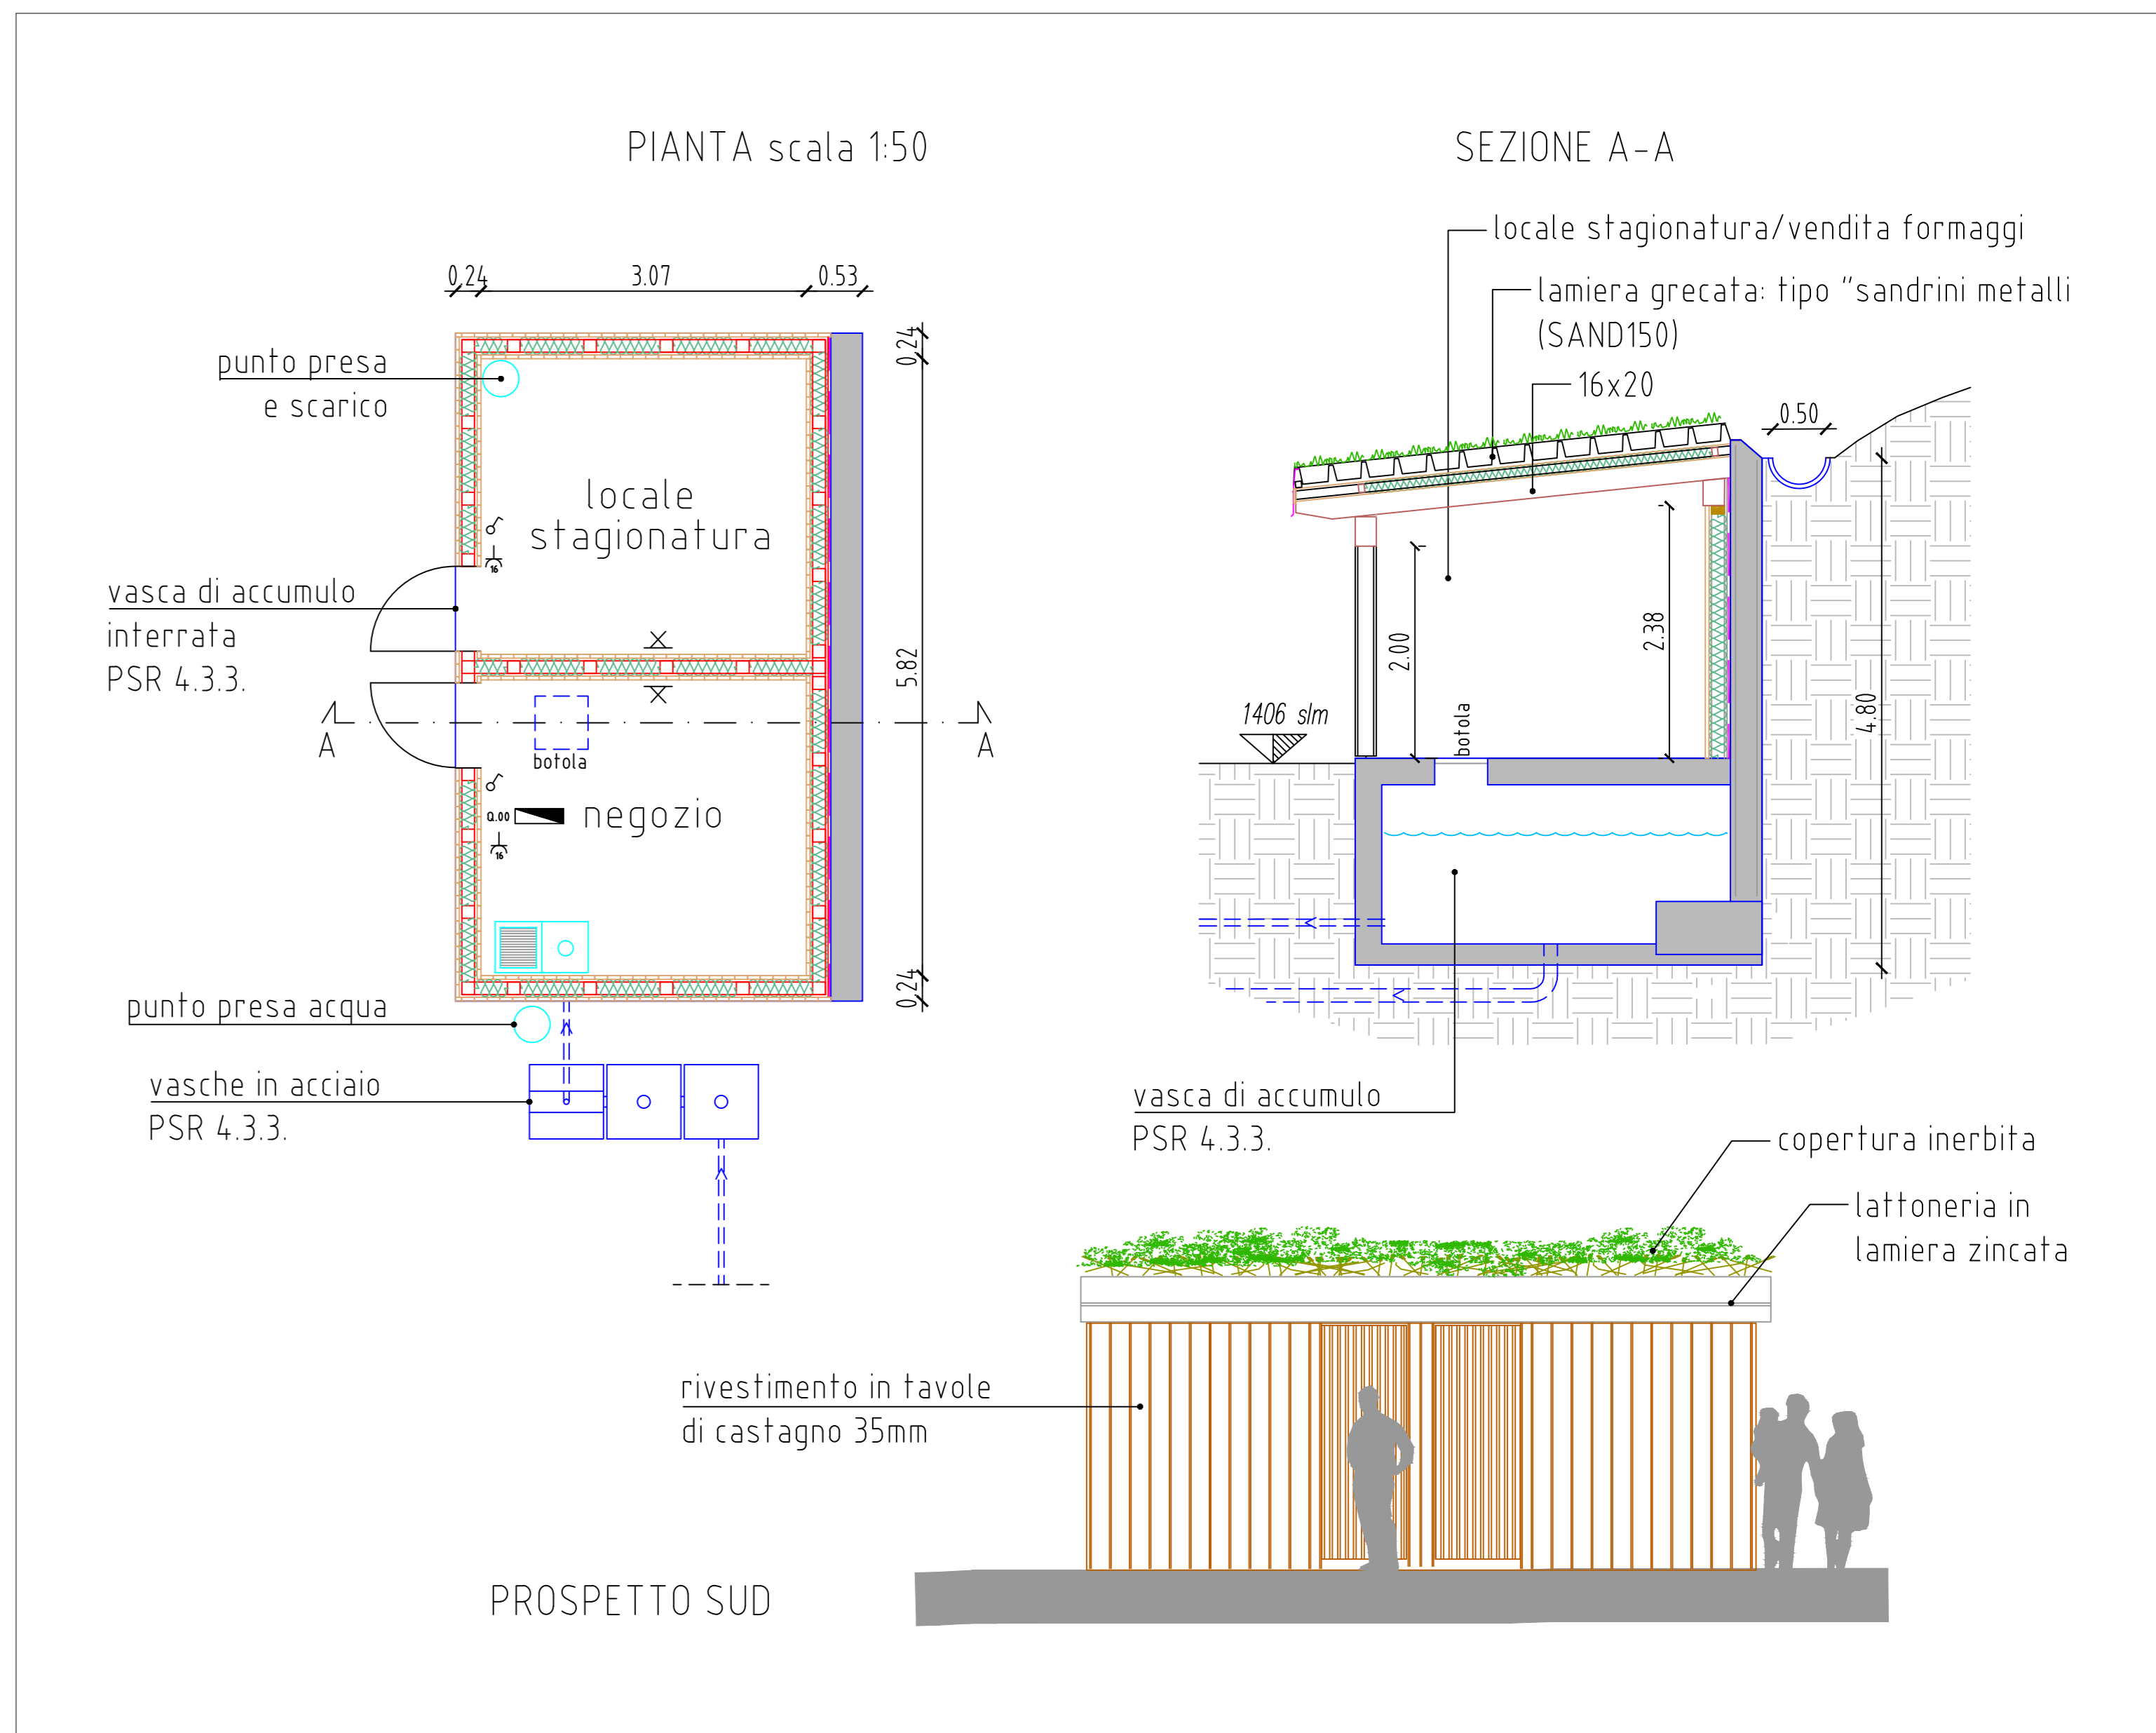 PIANTA scala 1:50
SEZIONE A-A
locale stagionatura/vendita formaggi
lamiera grecata: tipo "sandrini metalli
(SAND150)
16x20
0.24
3.07
0.53
0.24
5.82
0.24
punto presa
e scarico
locale
stagionatura
16
vasca di accumulo
interrata
PSR 4.3.3.
A
A
botola
Q.00
negozio
16
punto presa acqua
vasche in acciaio
PSR 4.3.3.
0.50
2.00
2.38
4.80
1406 slm
botola
vasca di accumulo
PSR 4.3.3.
copertura inerbita
lattoneria in
lamiera zincata
rivestimento in tavole
di castagno 35mm
PROSPETTO SUD